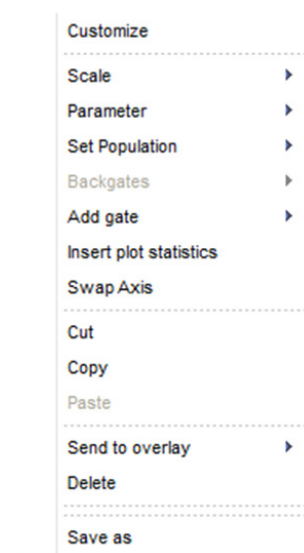 Customize
Scale
Parameter
Set Population
Backgates
Add gate
Insert plot statistics
Swap Axis
Cut
Copy
Paste
Send to overlay
Delete
Save as